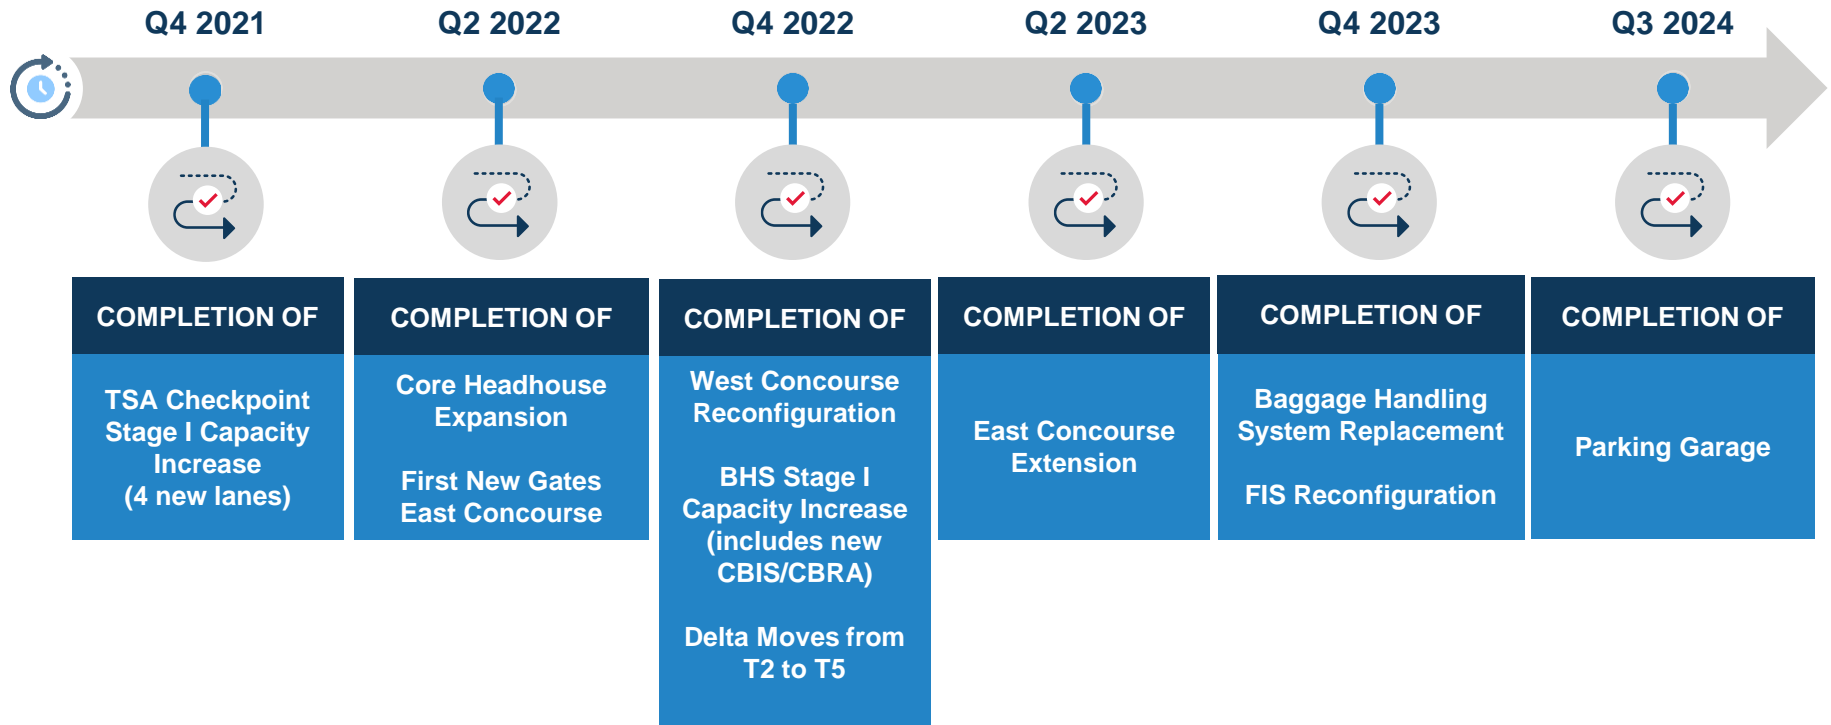 Q4 2021
Q2 2022
Q4 2022
Q2 2023
Q4 2023
Q3 2024
COMPLETION OF
TSA Checkpoint
Stage I Capacity
Increase
(4 new lanes)
COMPLETION OF
Core Headhouse
Expansion
First New Gates
East Concourse
COMPLETION OF
West Concourse
Reconfiguration
BHS Stage I
Capacity Increase
(includes new
CBIS/CBRA)
Delta Moves from
T2 to T5
COMPLETION OF
East Concourse
Extension
COMPLETION OF
Baggage Handling
System Replacement
FIS Reconfiguration
COMPLETION OF
Parking Garage